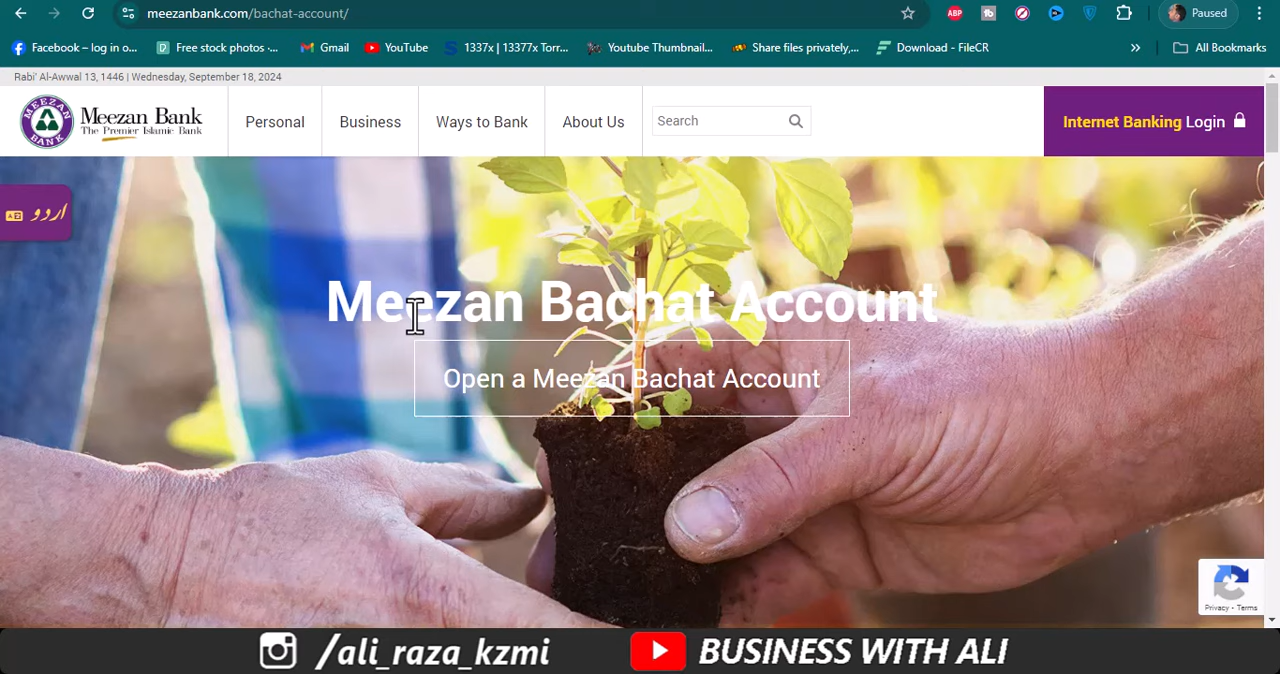 meezanbank.com/bachat-account/
ABP
Paused
Facebook – log in o...
Free stock photos -...
Gmail
YouTube
1337x | 13377x Torr...
Youtube Thumbnail...
Share files privately,...
Download - FileCR
»
All Bookmarks
Rabi' Al-Awwal 13, 1446 | Wednesday, September 18, 2024
MEEZAN BANK
Meezan Bank
The Premier Islamic Bank
Personal
Business
Ways to Bank
About Us
Search
Internet Banking Login
اردو
Meezan Bachat Account
Open a Meezan Bachat Account
Privacy - Terms
/ali_raza_kzmi
BUSINESS WITH ALI